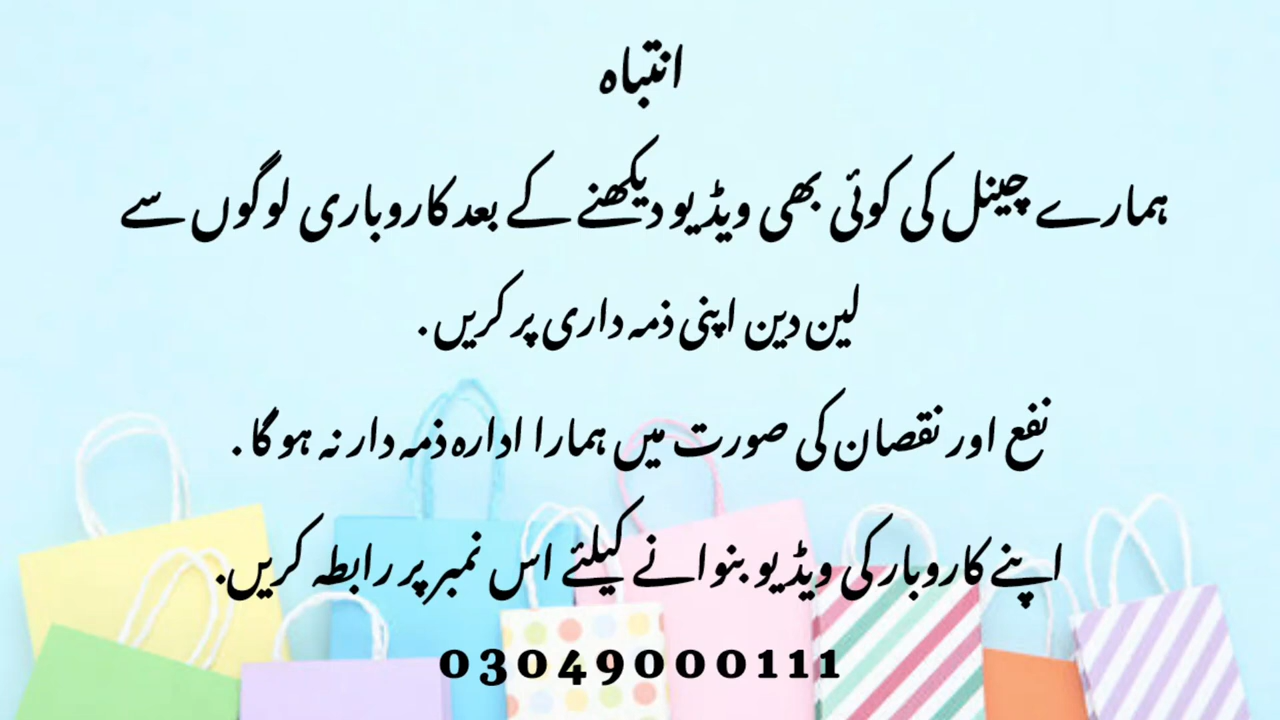 انتباہ
ہمارے چینل کی کوئی بھی ویڈیو دیکھنے کے بعد کاروباری لوگوں سے
لین دین اپنی ذمہ داری پر کریں.
نفع اور نقصان کی صورت میں ہمارا ادارہ ذمہ دار نہ ہوگا.
اپنے کاروبار کی ویڈیو بنوانے کیلئے اس نمبر پر رابطہ کریں.
03049000111